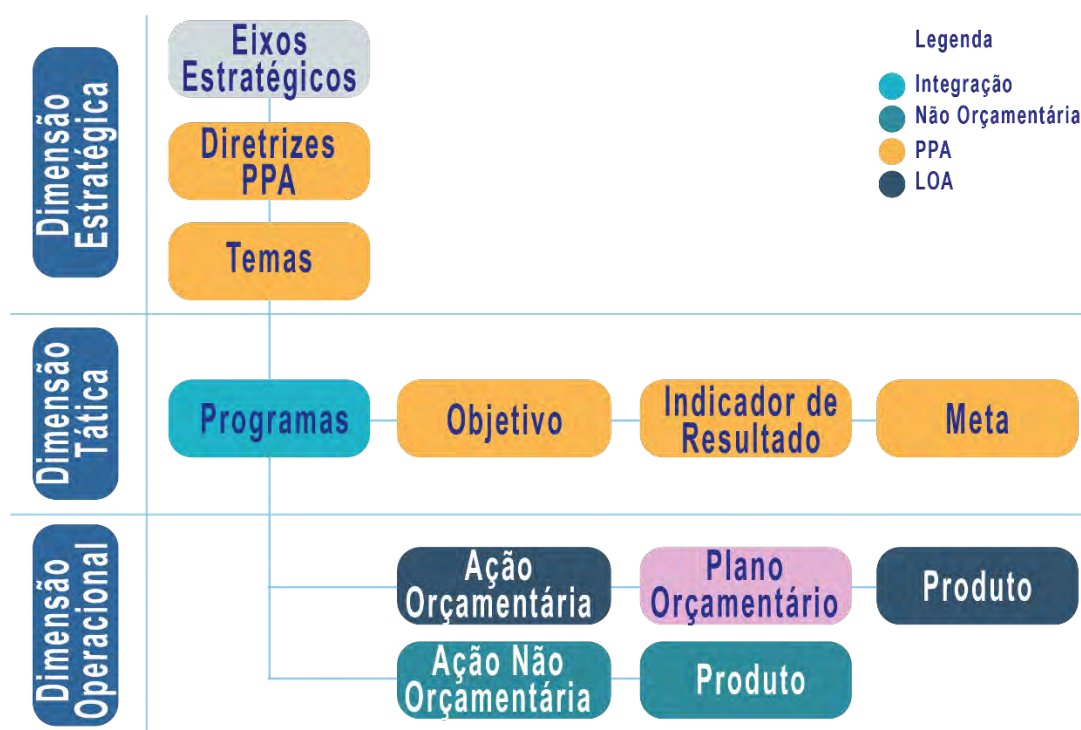 Dimensão
Estratégica
Eixos
Estratégicos
Diretrizes
PPA
Temas
Legenda
Integração
Não Orçamentária
PPA
LOA
Dimensão
Tática
Programas
Objetivo
Indicador de
Resultado
Meta
Dimensão
Operacional
Ação
Orçamentária
Plano
Orçamentário
Produto
Ação Não
Orçamentária
Produto